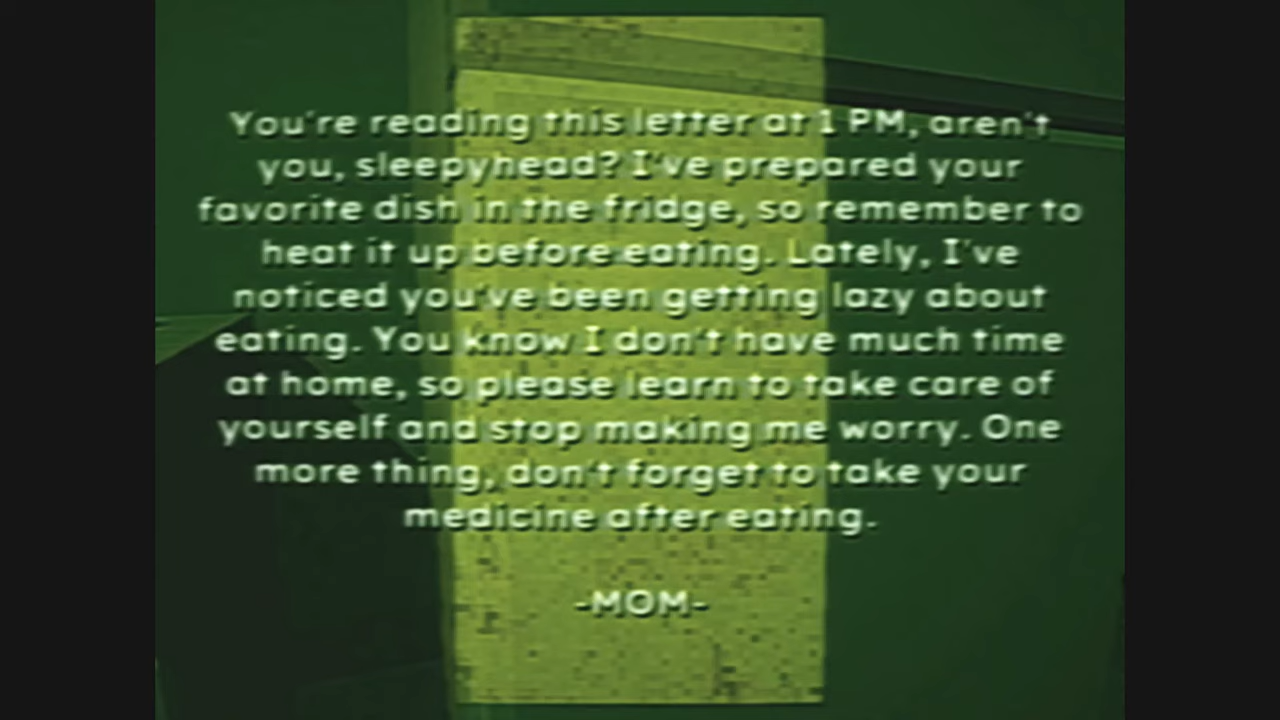 You're reading this letter at 1 PM, aren't
you, sleepyhead? I've prepared your
favorite dish in the fridge, so remember to
heat it up before eating. Lately, I've
noticed you've been getting lazy about
eating. You know I don't have much time
at home, so please learn to take care of
yourself and stop making me worry. One
more thing, don't forget to take your
medicine after eating.
-MOM-